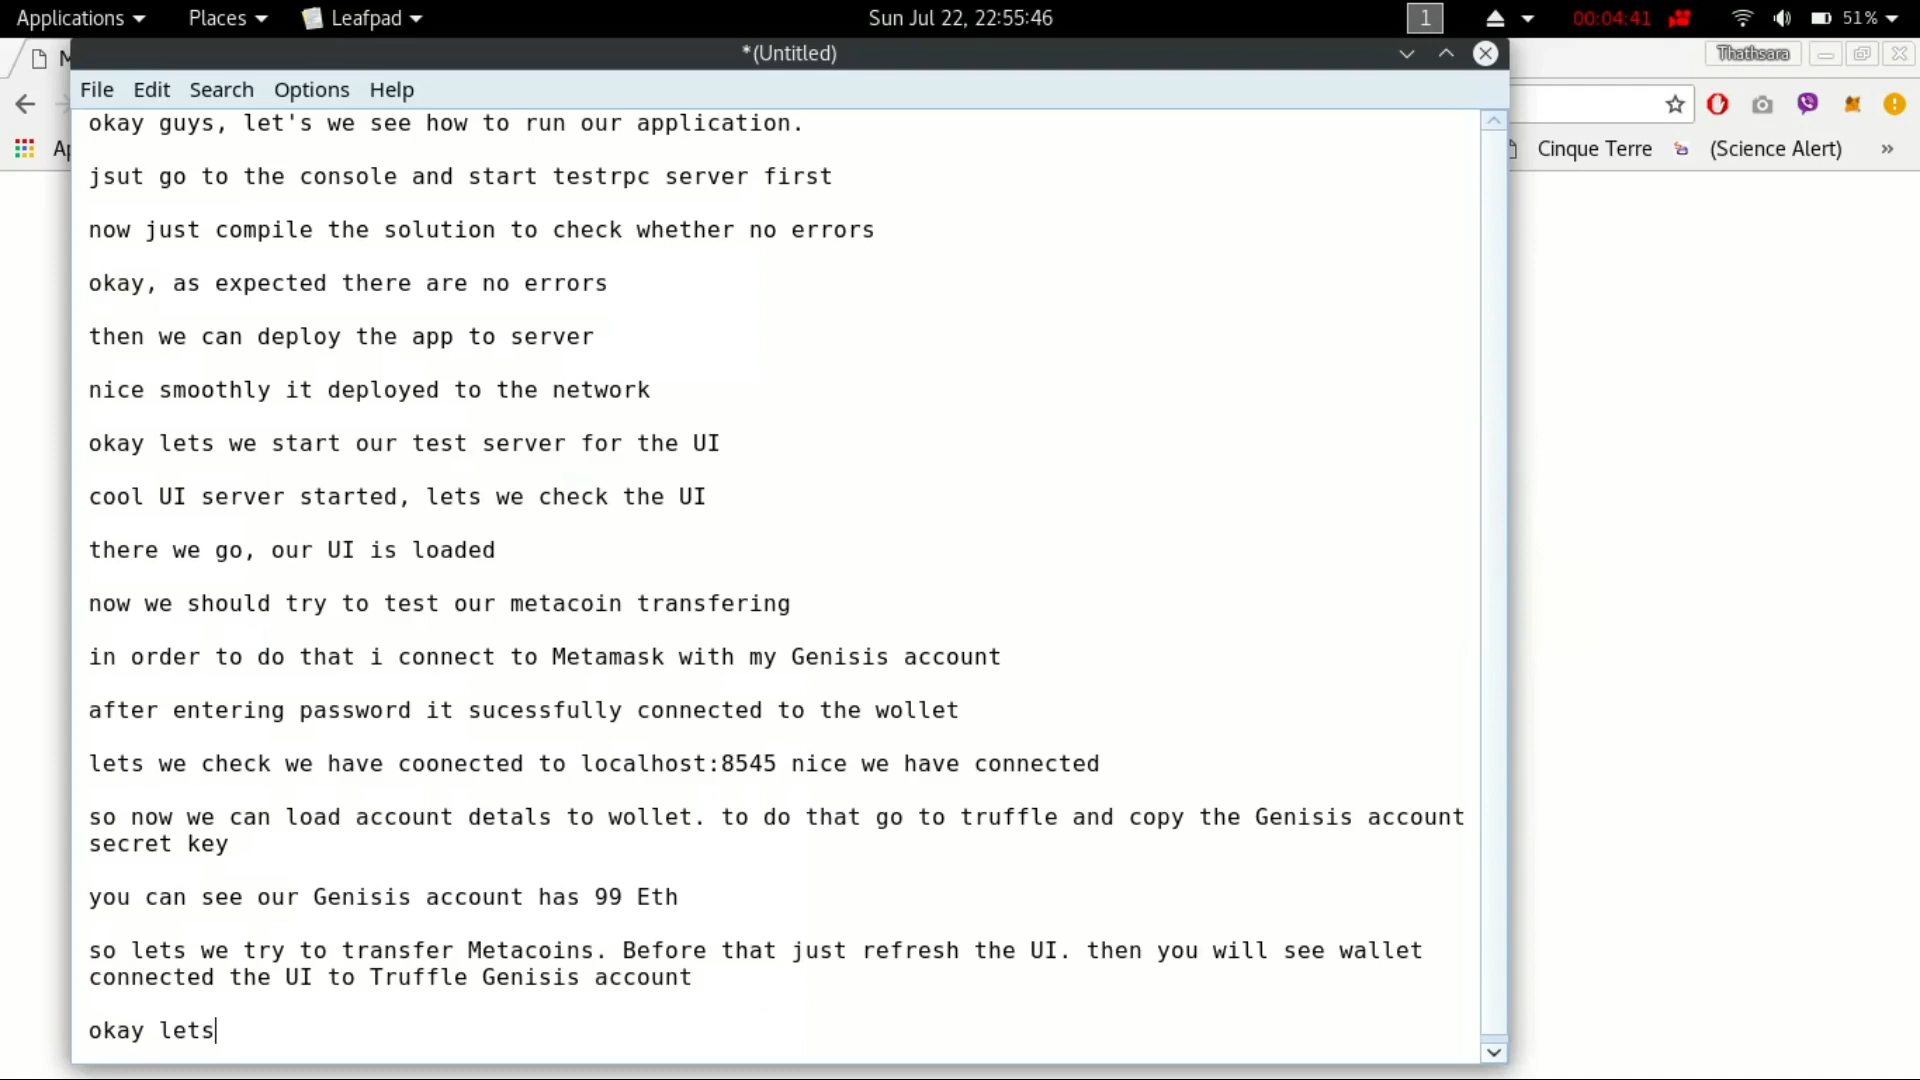 Applications Places Leafpad Sun Jul 22, 22:55:46 1 00:04:41 51%
*(Untitled) Thathsara
File Edit Search Options Help
okay guys, let's we see how to run our application.
Cinque Terre (Science Alert) »
jsut go to the console and start testrpc server first
now just compile the solution to check whether no errors
okay, as expected there are no errors
then we can deploy the app to server
nice smoothly it deployed to the network
okay lets we start our test server for the UI
cool UI server started, lets we check the UI
there we go, our UI is loaded
now we should try to test our metacoin transfering
in order to do that i connect to Metamask with my Genisis account
after entering password it sucessfully connected to the wollet
lets we check we have coonected to localhost:8545 nice we have connected
so now we can load account detals to wollet. to do that go to truffle and copy the Genisis account
secret key
you can see our Genisis account has 99 Eth
so lets we try to transfer Metacoins. Before that just refresh the UI. then you will see wallet
connected the UI to Truffle Genisis account
okay lets